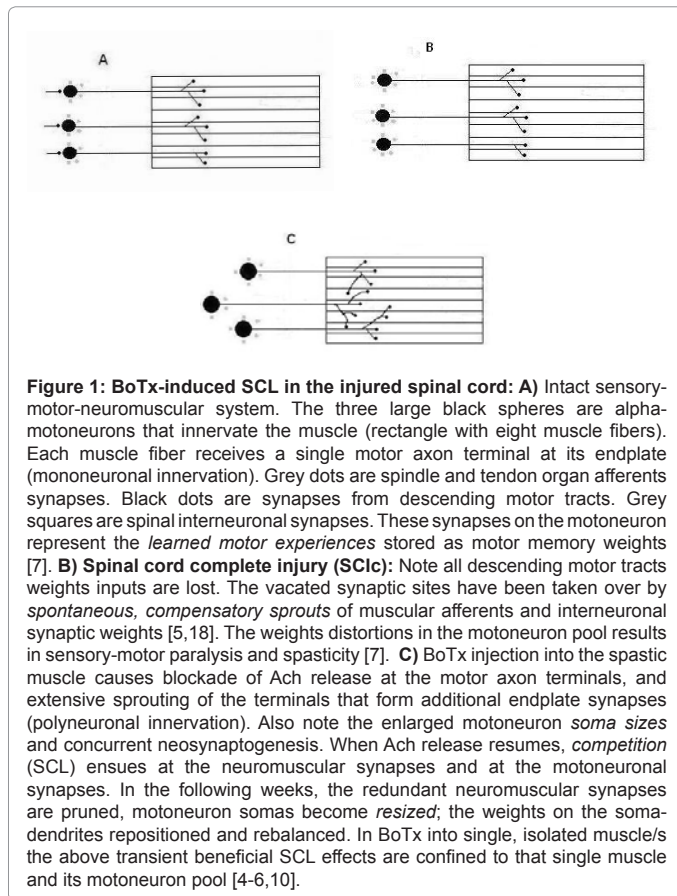 A
B
C
Figure 1: BoTx-induced SCL in the injured spinal cord: A) Intact sensory-
motor-neuromuscular system. The three large black spheres are alpha-
motoneurons that innervate the muscle (rectangle with eight muscle fibers).
Each muscle fiber receives a single motor axon terminal at its endplate
(mononeuronal innervation). Grey dots are spindle and tendon organ afferents
synapses. Black dots are synapses from descending motor tracts. Grey
squares are spinal interneuronal synapses. These synapses on the motoneuron
represent the learned motor experiences stored as motor memory weights
[7]. B) Spinal cord complete injury (SCIc): Note all descending motor tracts
weights inputs are lost. The vacated synaptic sites have been taken over by
spontaneous, compensatory sprouts of muscular afferents and interneuronal
synaptic weights [5,18]. The weights distortions in the motoneuron pool results
in sensory-motor paralysis and spasticity [7]. C) BoTx injection into the spastic
muscle causes blockade of Ach release at the motor axon terminals, and
extensive sprouting of the terminals that form additional endplate synapses
(polyneuronal innervation). Also note the enlarged motoneuron soma sizes
and concurrent neosynaptogenesis. When Ach release resumes, competition
(SCL) ensues at the neuromuscular synapses and at the motoneuronal
synapses. In the following weeks, the redundant neuromuscular synapses
are pruned, motoneuron somas become resized; the weights on the soma-
dendrites repositioned and rebalanced. In BoTx into single, isolated muscle/s
the above transient beneficial SCL effects are confined to that single muscle
and its motoneuron pool [4-6,10].